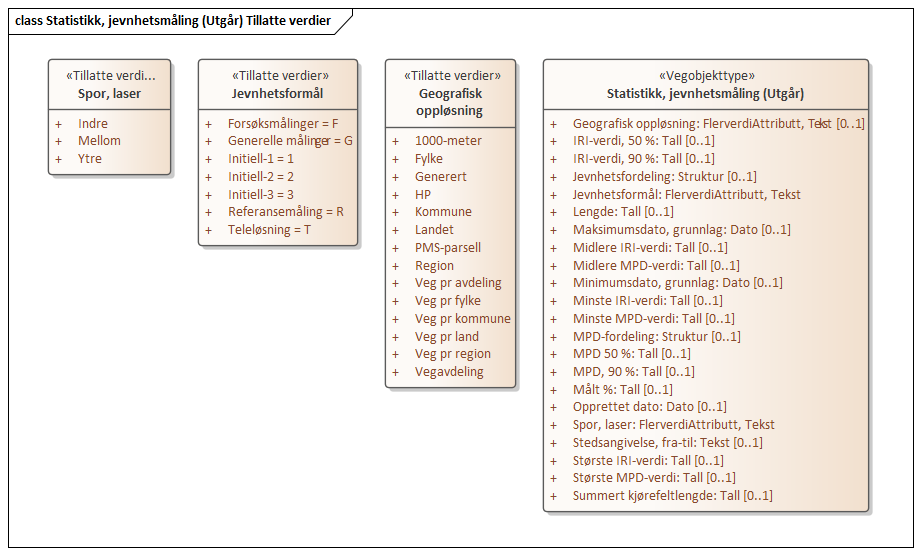 class Statistikk, jevnhetsmåling (Utgår) Tillatte verdier
«Tillatte verdi...
Spor, laser
+ Indre
+ Mellom
+ Ytre
«Tillatte verdier»
Jevnhetsformål
+ Forsøksmålinger = F
+ Generelle målinger = G
+ Initiell-1 = 1
+ Initiell-2 = 2
+ Initiell-3 = 3
+ Referansemåling = R
+ Teleløsning = T
«Tillatte verdier»
Geografisk
oppløsning
+ 1000-meter
+ Fylke
+ Generert
+ HP
+ Kommune
+ Landet
+ PMS-parsell
+ Region
+ Veg pr avdeling
+ Veg pr fylke
+ Veg pr kommune
+ Veg pr land
+ Veg pr region
+ Vegavdeling
«Vegobjekttype»
Statistikk, jevnhetsmåling (Utgår)
+ Geografisk oppløsning: FlerverdiAttributt, Tekst [0..1]
+ IRI-verdi, 50 %: Tall [0..1]
+ IRI-verdi, 90 %: Tall [0..1]
+ Jevnhetsfordeling: Struktur [0..1]
+ Jevnhetsformål: FlerverdiAttributt, Tekst
+ Lengde: Tall [0..1]
+ Maksimumsdato, grunnlag: Dato [0..1]
+ Midlere IRI-verdi: Tall [0..1]
+ Midlere MPD-verdi: Tall [0..1]
+ Minimumsdato, grunnlag: Dato [0..1]
+ Minste IRI-verdi: Tall [0..1]
+ Minste MPD-verdi: Tall [0..1]
+ MPD-fordeling: Struktur [0..1]
+ MPD 50 %: Tall [0..1]
+ MPD, 90 %: Tall [0..1]
+ Målt %: Tall [0..1]
+ Opprettet dato: Dato [0..1]
+ Spor, laser: FlerverdiAttributt, Tekst
+ Stedsangivelse, fra-til: Tekst [0..1]
+ Største IRI-verdi: Tall [0..1]
+ Største MPD-verdi: Tall [0..1]
+ Summert kjørefeltlengde: Tall [0..1]